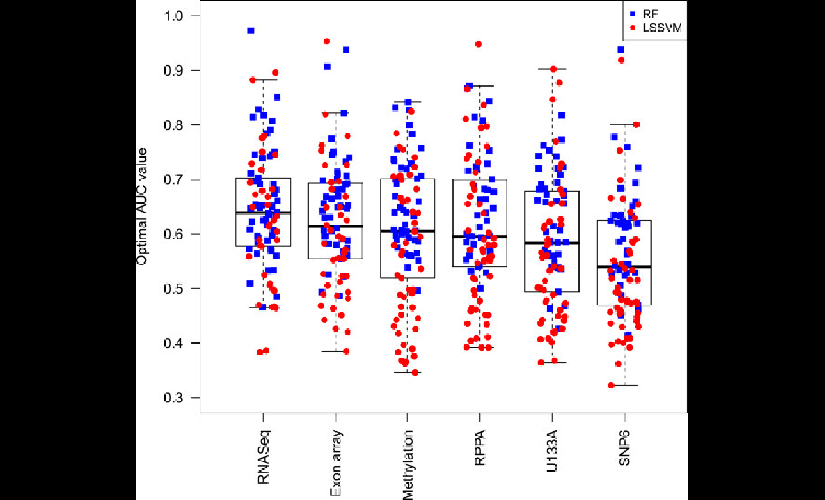 RF
LSSVM
1.0
0.9
0.8
0.7
0.6
0.5
0.4
0.3
Optimal AUC value
RNASeq
Exon array
Methylation
RPPA
U133A
SNP6